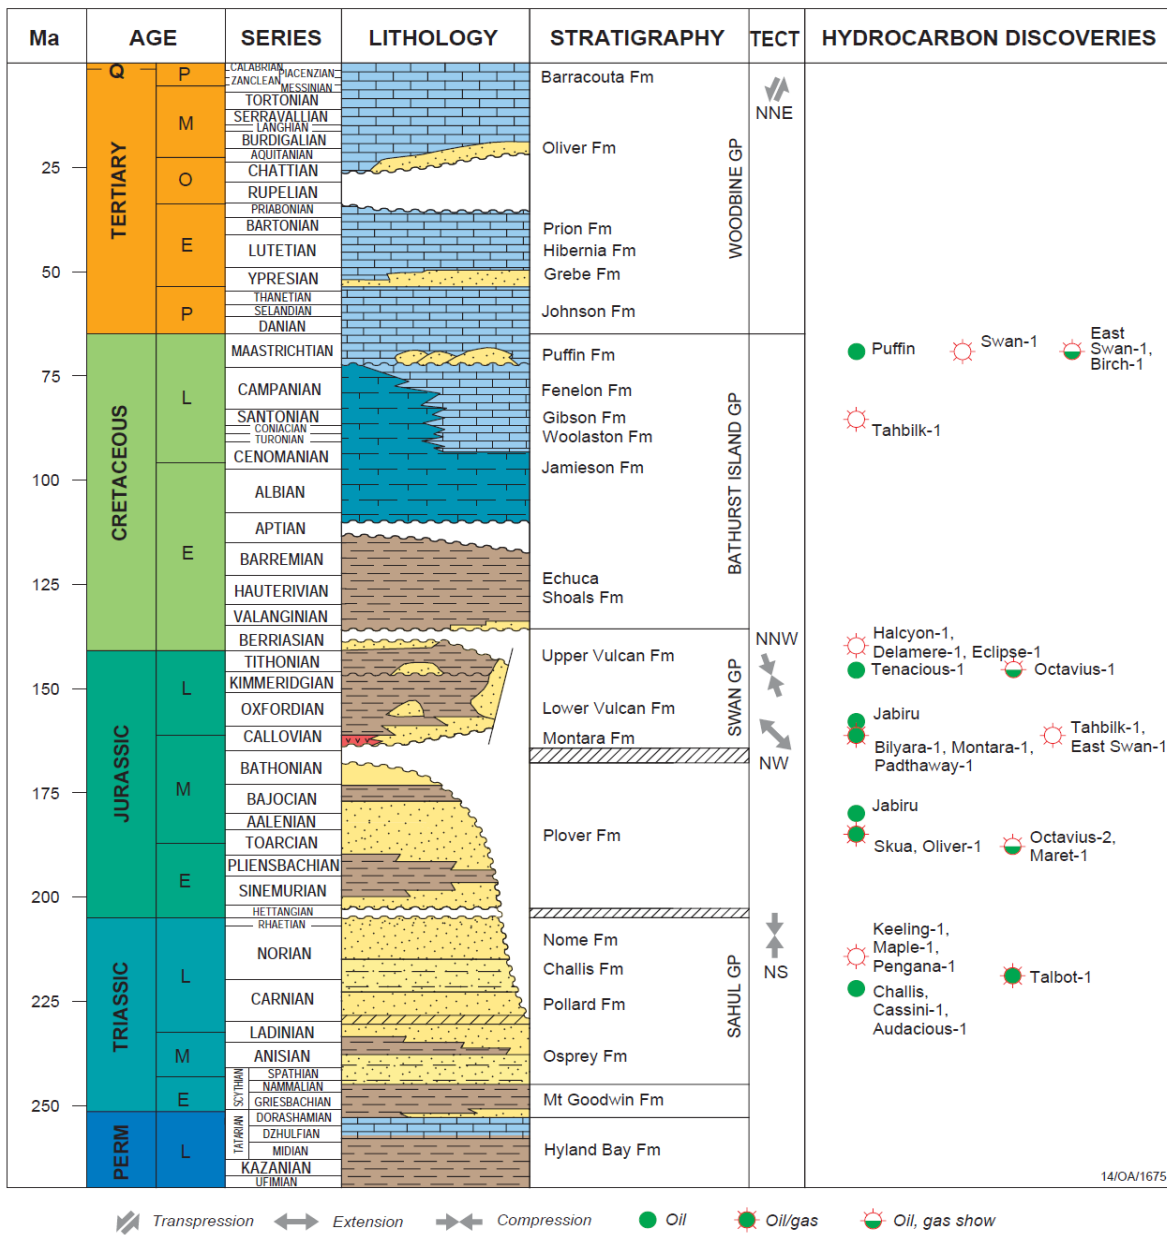 Ma AGE SERIES LITHOLOGY STRATIGRAPHY TECT HYDROCARBON DISCOVERIES
25
50
75
100
125
150
175
200
225
250
Q
TERTIARY
CRETACEOUS
JURASSIC
TRIASSIC
PERM
P
M
O
E
P
L
E
L
M
E
L
M
E
L
CALABRIAN
ZANCLEAN
PIACENZIAN
MESSINIAN
TORTONIAN
SERRAVALLIAN
LANGHIAN
BURDIGALIAN
AQUITANIAN
CHATTIAN
RUPELIAN
PRIABONIAN
BARTONIAN
LUTETIAN
YPRESIAN
THANETIAN
SELANDIAN
DANIAN
MAASTRICHTIAN
CAMPANIAN
SANTONIAN
CONIACIAN
TURONIAN
CENOMANIAN
ALBIAN
APTIAN
BARREMIAN
HAUTERIVIAN
VALANGINIAN
BERRIASIAN
TITHONIAN
KIMMERIDGIAN
OXFORDIAN
CALLOVIAN
BATHONIAN
BAJOCIAN
AALENIAN
TOARCIAN
PLIENSBACHIAN
SINEMURIAN
HETTANGIAN
RHAETIAN
NORIAN
CARNIAN
LADINIAN
ANISIAN
SCYTHIAN
SPATHIAN
NAMMALIAN
GRIESBACHIAN
TATARIAN
DORASHAMIAN
DZHULFIAN
MIDIAN
KAZANIAN
UFIMIAN
Barracouta Fm
Oliver Fm
Prion Fm
Hibernia Fm
Grebe Fm
Johnson Fm
Puffin Fm
Fenelon Fm
Gibson Fm
Woolaston Fm
Jamieson Fm
Echuca
Shoals Fm
Upper Vulcan Fm
Lower Vulcan Fm
Montara Fm
Plover Fm
Nome Fm
Challis Fm
Pollard Fm
Osprey Fm
Mt Goodwin Fm
Hyland Bay Fm
WOODBINE GP
BATHURST ISLAND GP
SWAN GP
SAHUL GP
NNE
NNW
NW
NS
Puffin
Swan-1
East
Swan-1,
Birch-1
Tahbilk-1
Halcyon-1,
Delamere-1, Eclipse-1
Tenacious-1
Octavius-1
Jabiru
Bilyara-1, Montara-1,
Padthaway-1
Tahbilk-1,
East Swan-1
Jabiru
Skua, Oliver-1
Octavius-2,
Maret-1
Keeling-1,
Maple-1,
Pengana-1
Talbot-1
Challis,
Cassini-1,
Audacious-1
14/OA/1675
Transpression Extension Compression Oil Oil/gas Oil, gas show